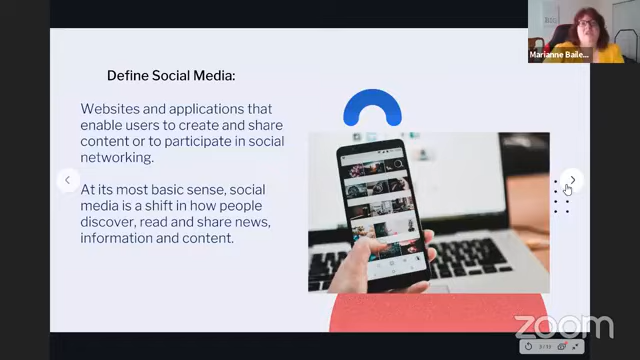 Marianne Baile...
Define Social Media:
Websites and applications that
enable users to create and share
content or to participate in social
networking.
At its most basic sense, social
media is a shift in how people
discover, read and share news,
information and content.
zoom